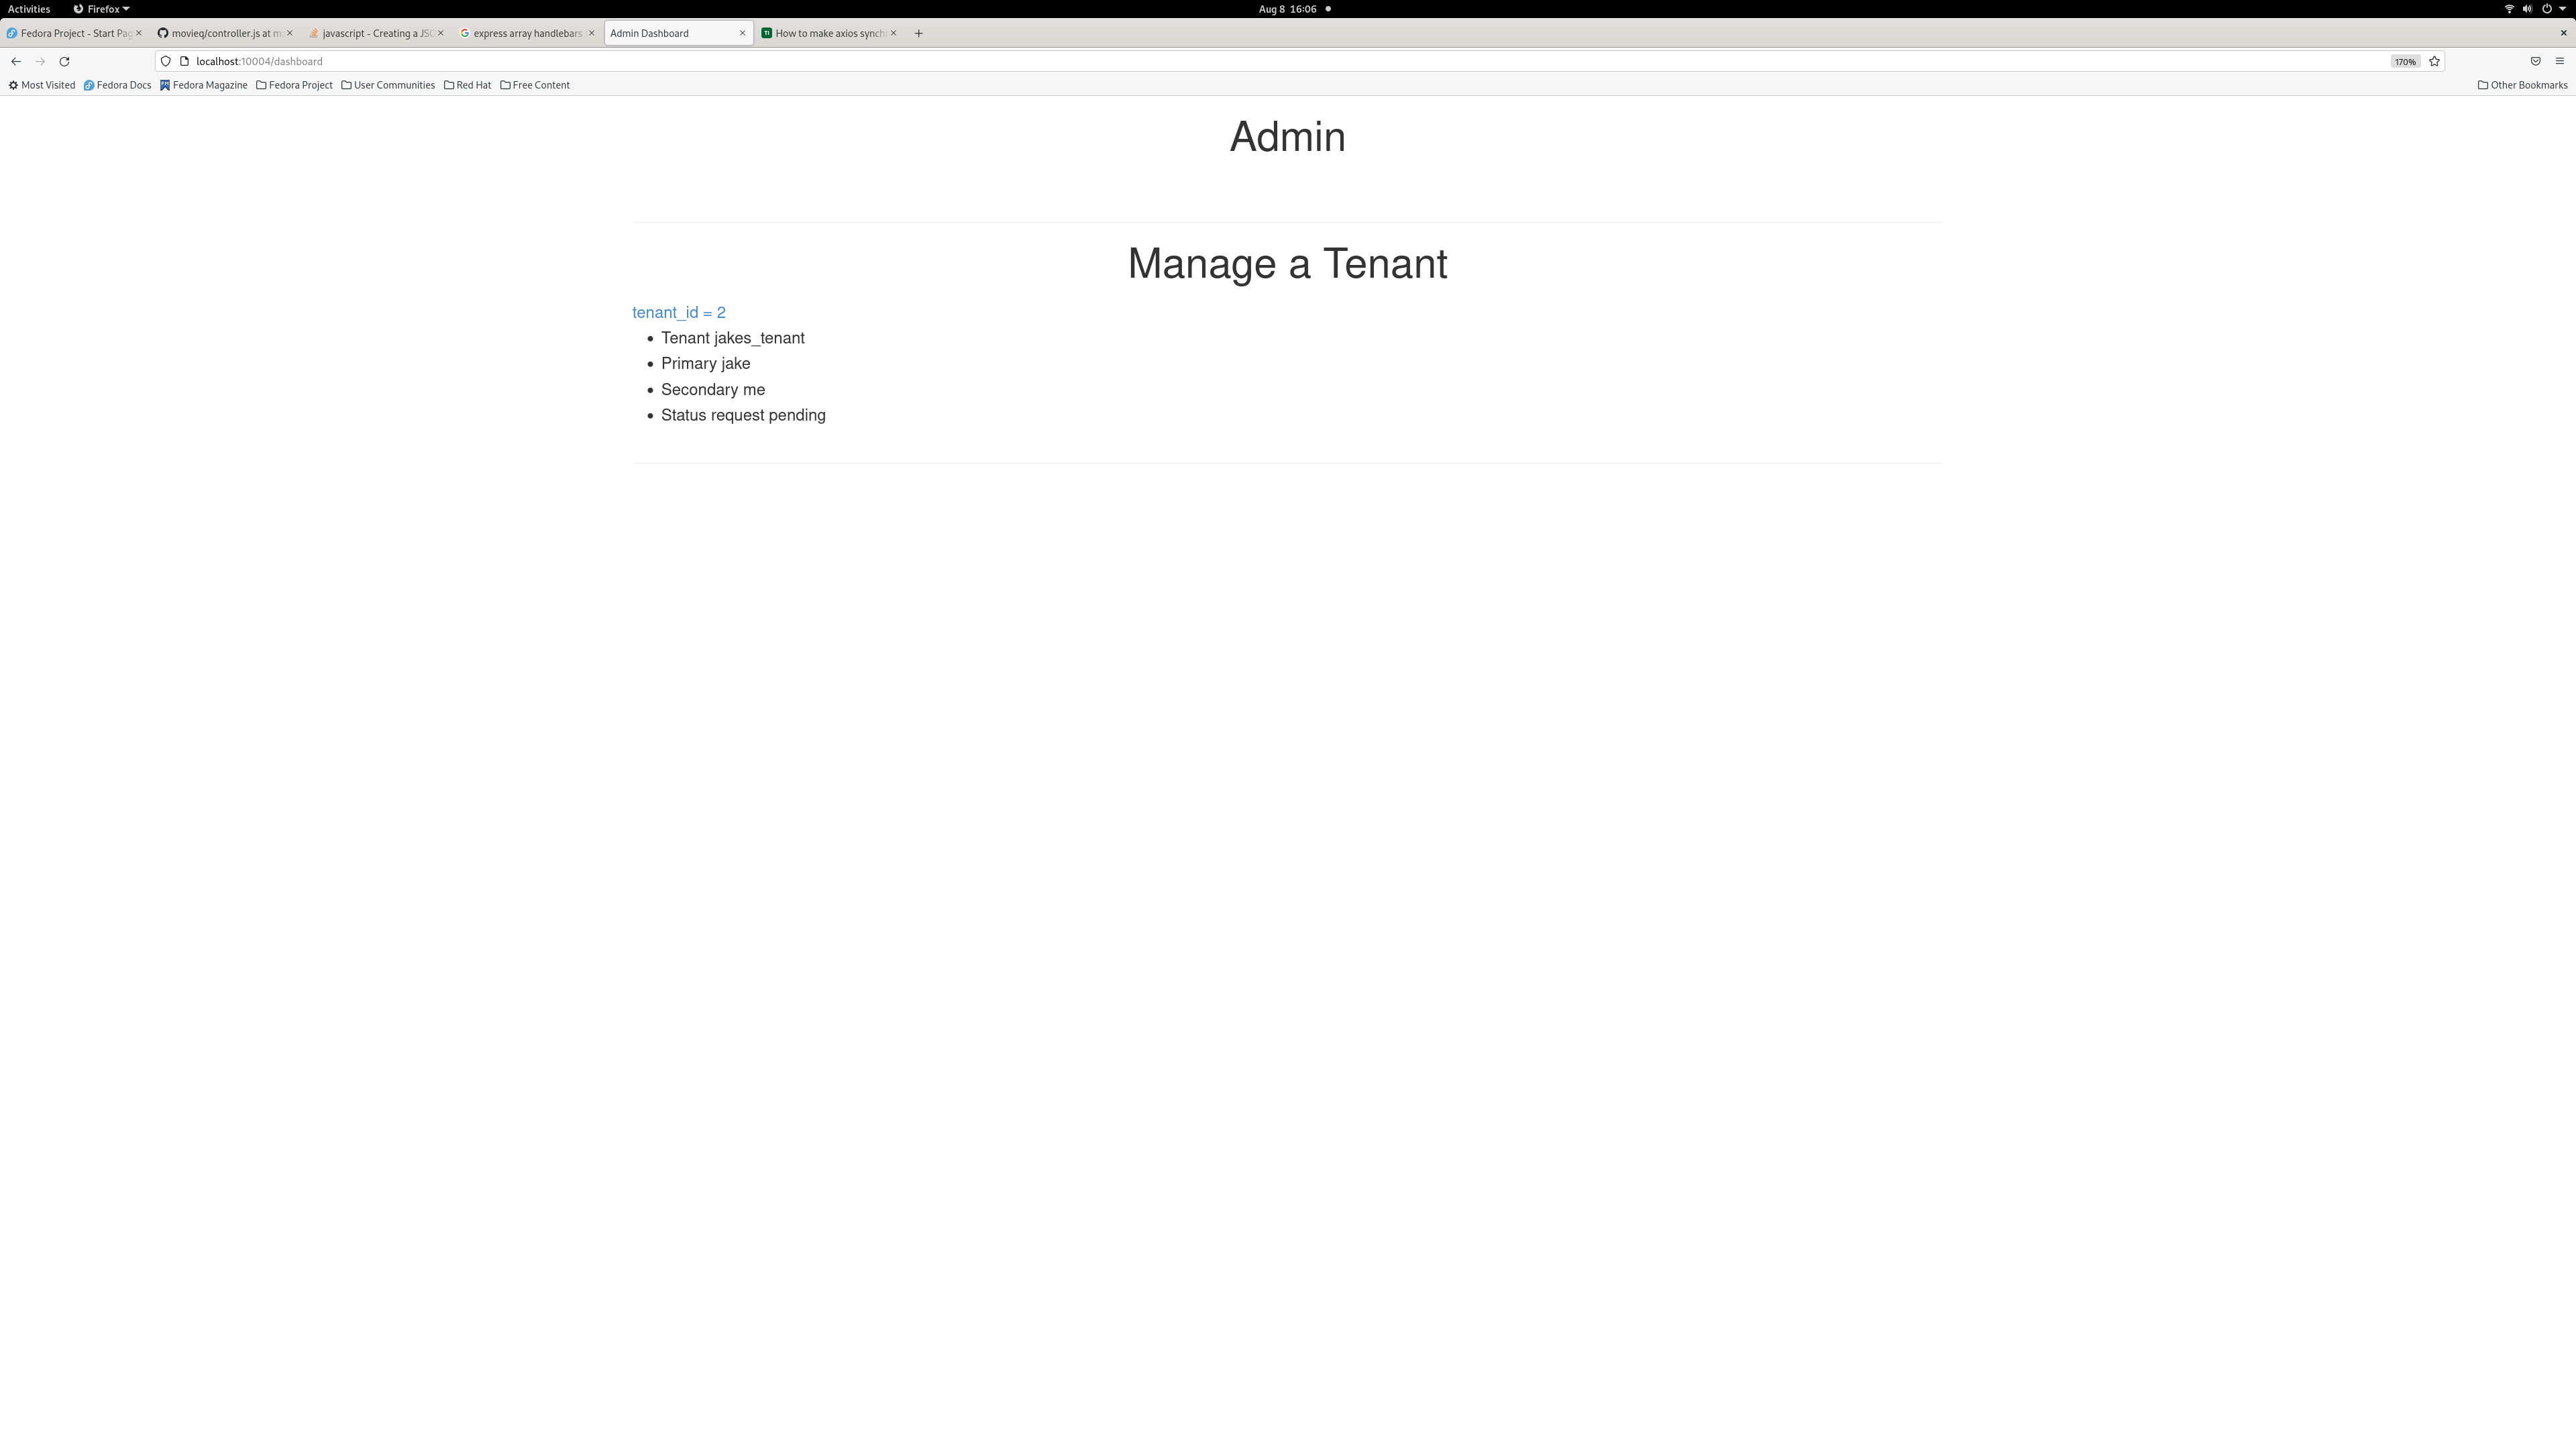 Activities Firefox Aug 8 16:06
Fedora Project - Start Pag movieq/controller.js at m javascript - Creating a JSO express array handlebars Admin Dashboard How to make axios synch
localhost:10004/dashboard 170%
Most Visited Fedora Docs Fedora Magazine Fedora Project User Communities Red Hat Free Content Other Bookmarks
Admin
Manage a Tenant
tenant_id = 2
• Tenant jakes_tenant
• Primary jake
• Secondary me
• Status request pending